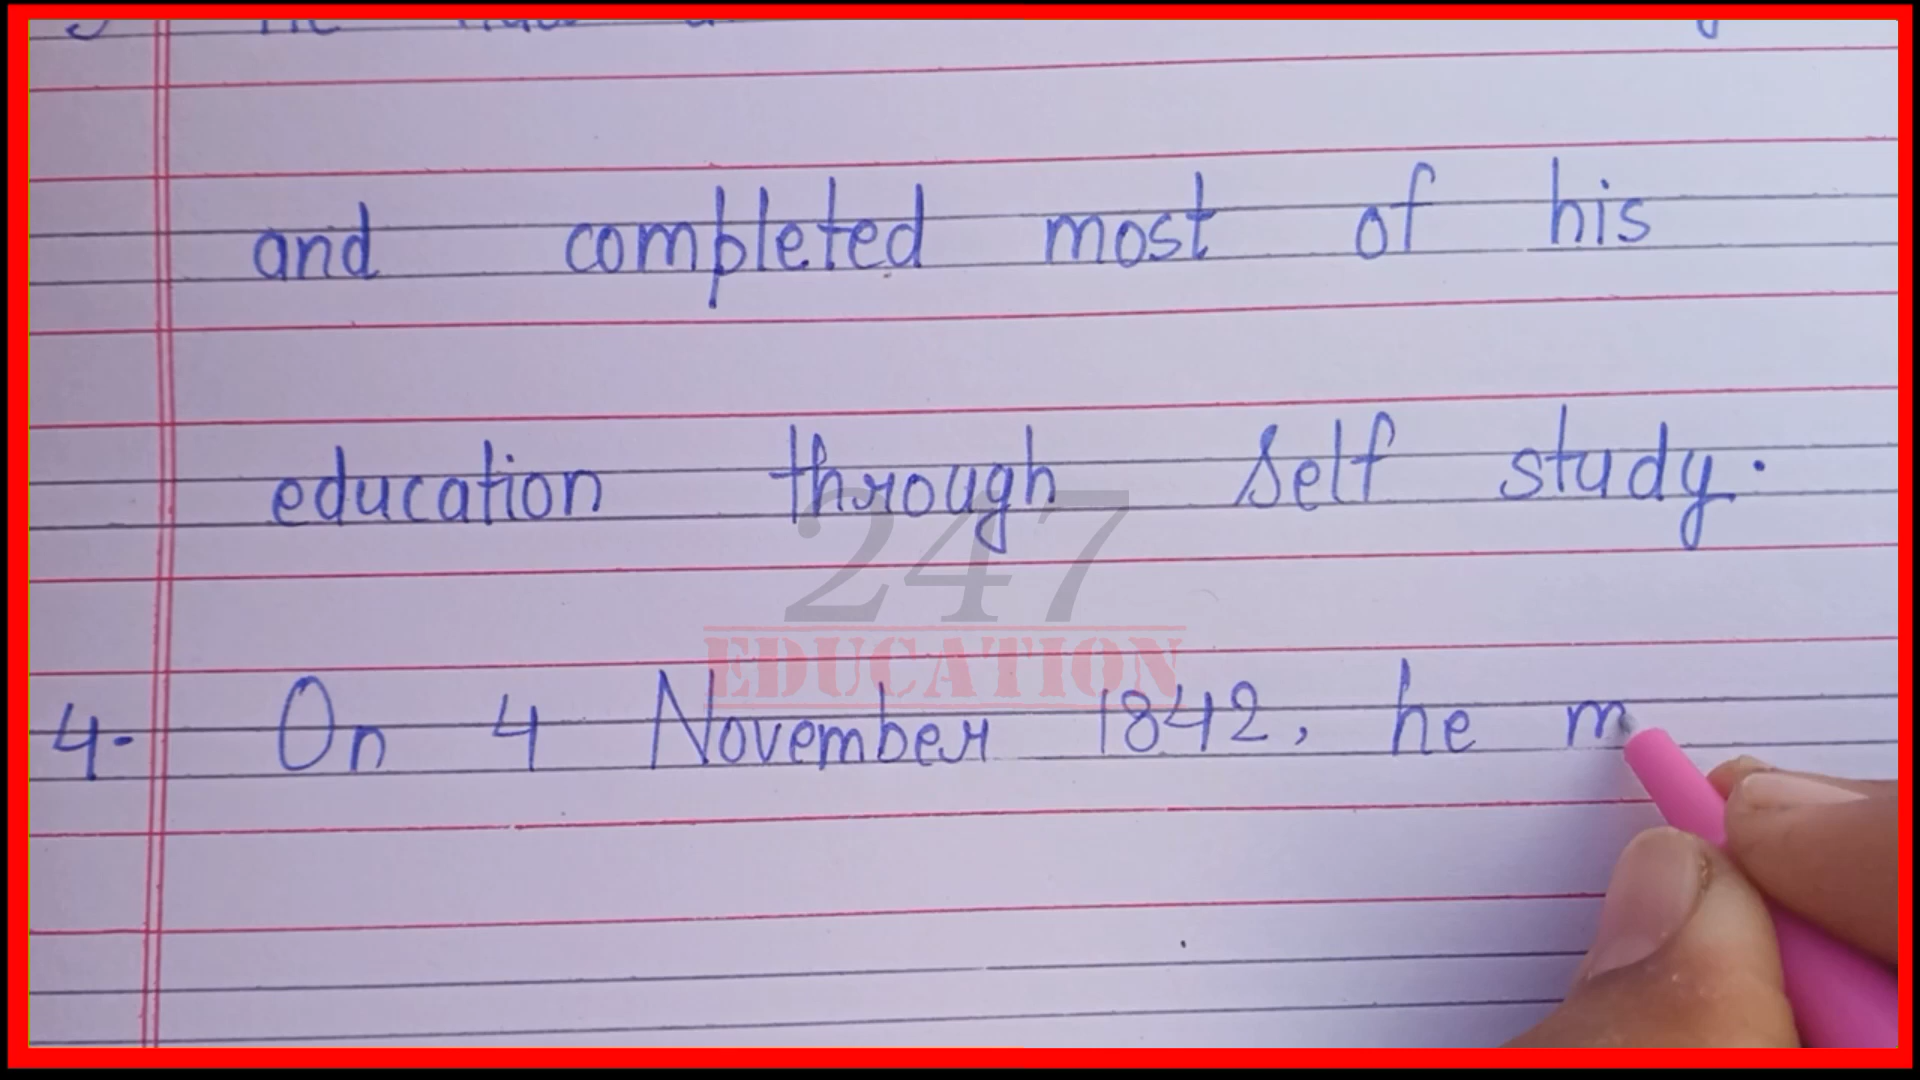 and completed most of his
education through self study.
247
EDUCATION
4. On 4 November 1842, he m